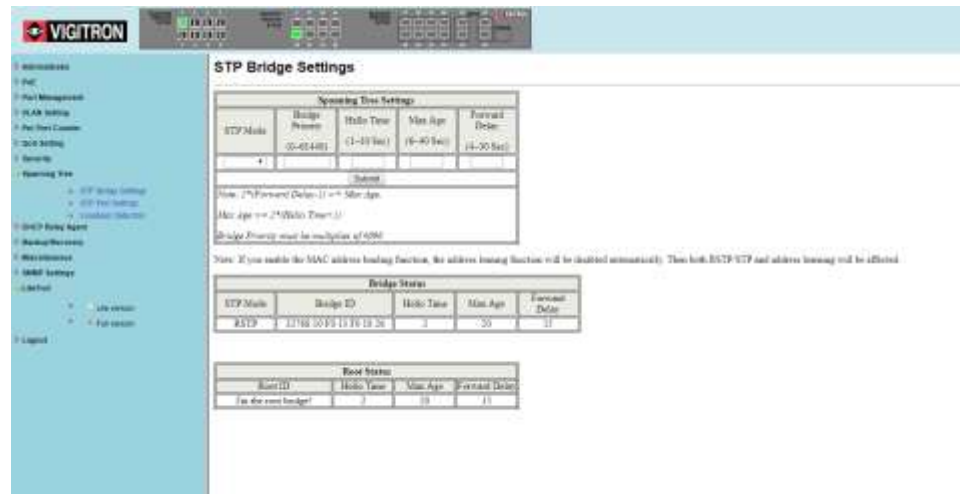 VIGITRON
Administration
PoE
Port Management
VLAN Setting
Per Port Counter
QoS Setting
Security
Spanning Tree
STP Bridge Settings
STP Port Settings
Loopback Detection
DHCP Relay Agent
Backup/Recovery
Miscellaneous
SNMP Settings
Lite version
Full version
Logout
STP Bridge Settings
Spanning Tree Settings
STP Mode
Bridge Priority (0~61440)
Hello Time (1~10 Sec)
Max Age (6~40 Sec)
Forward Delay (4~30 Sec)
Submit
Note: 2*(Forward Delay-1) >= Max Age,
Max Age >= 2*(Hello Time+1)
Bridge Priority must be multiples of 4096
Note: If you enable the MAC address binding function, the address learning function will be disabled automatically. Then both RSTP/STP and address learning will be affected.
Bridge Status
STP Mode Bridge ID Hello Time Max Age Forward Delay
RSTP 2 20 15
Root Status
Root ID Hello Time Max Age Forward Delay
I'm the root bridge! 2 20 15